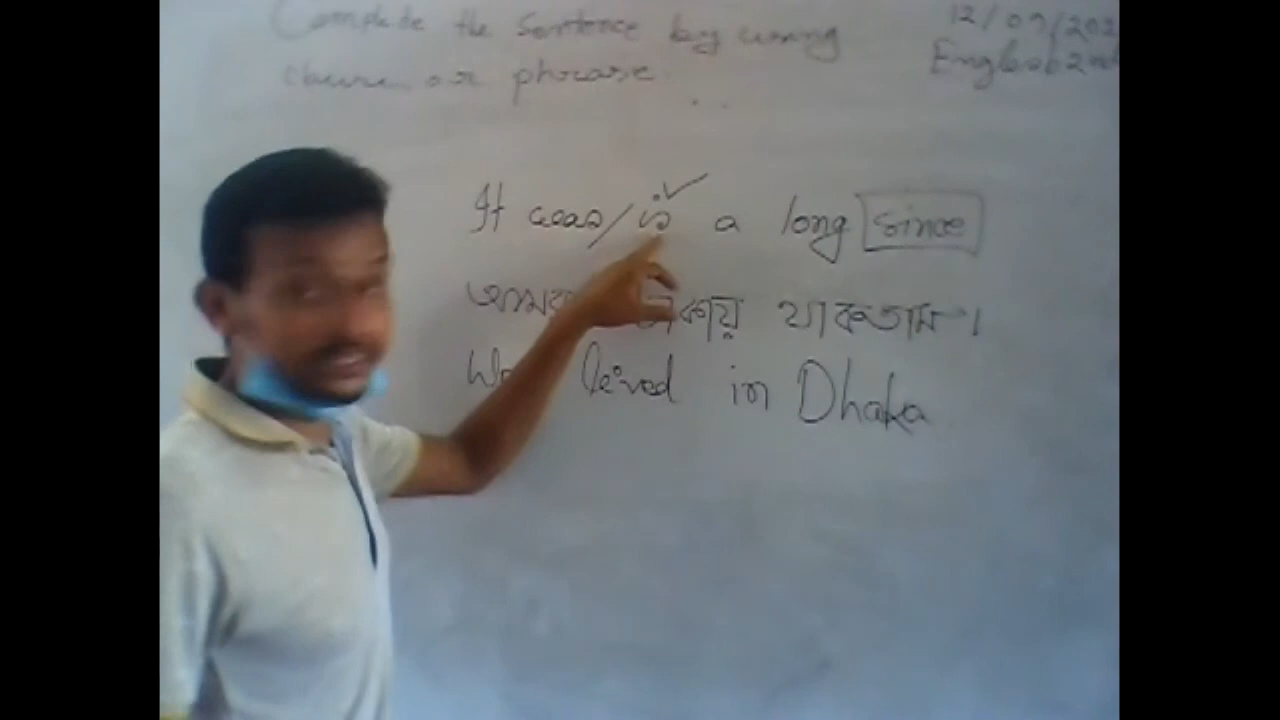 Complete the Sentence by using
clause or phrase
12/07/202
English 2nd
It was/is a long since
ঢাকায় থাকতাম।
We leived in Dhaka